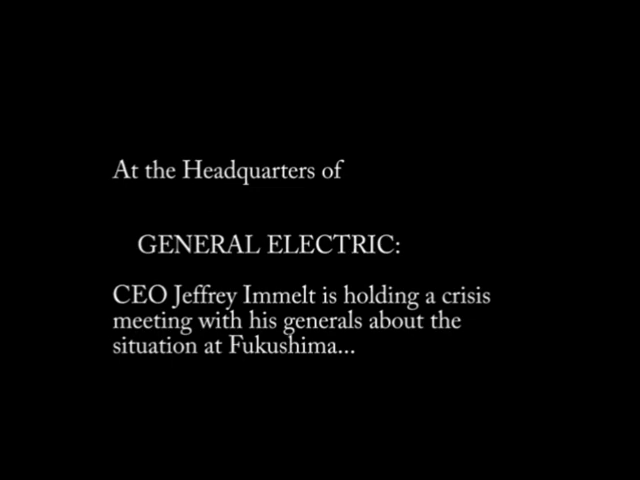 At the Headquarters of
GENERAL ELECTRIC:
CEO Jeffrey Immelt is holding a crisis
meeting with his generals about the
situation at Fukushima...